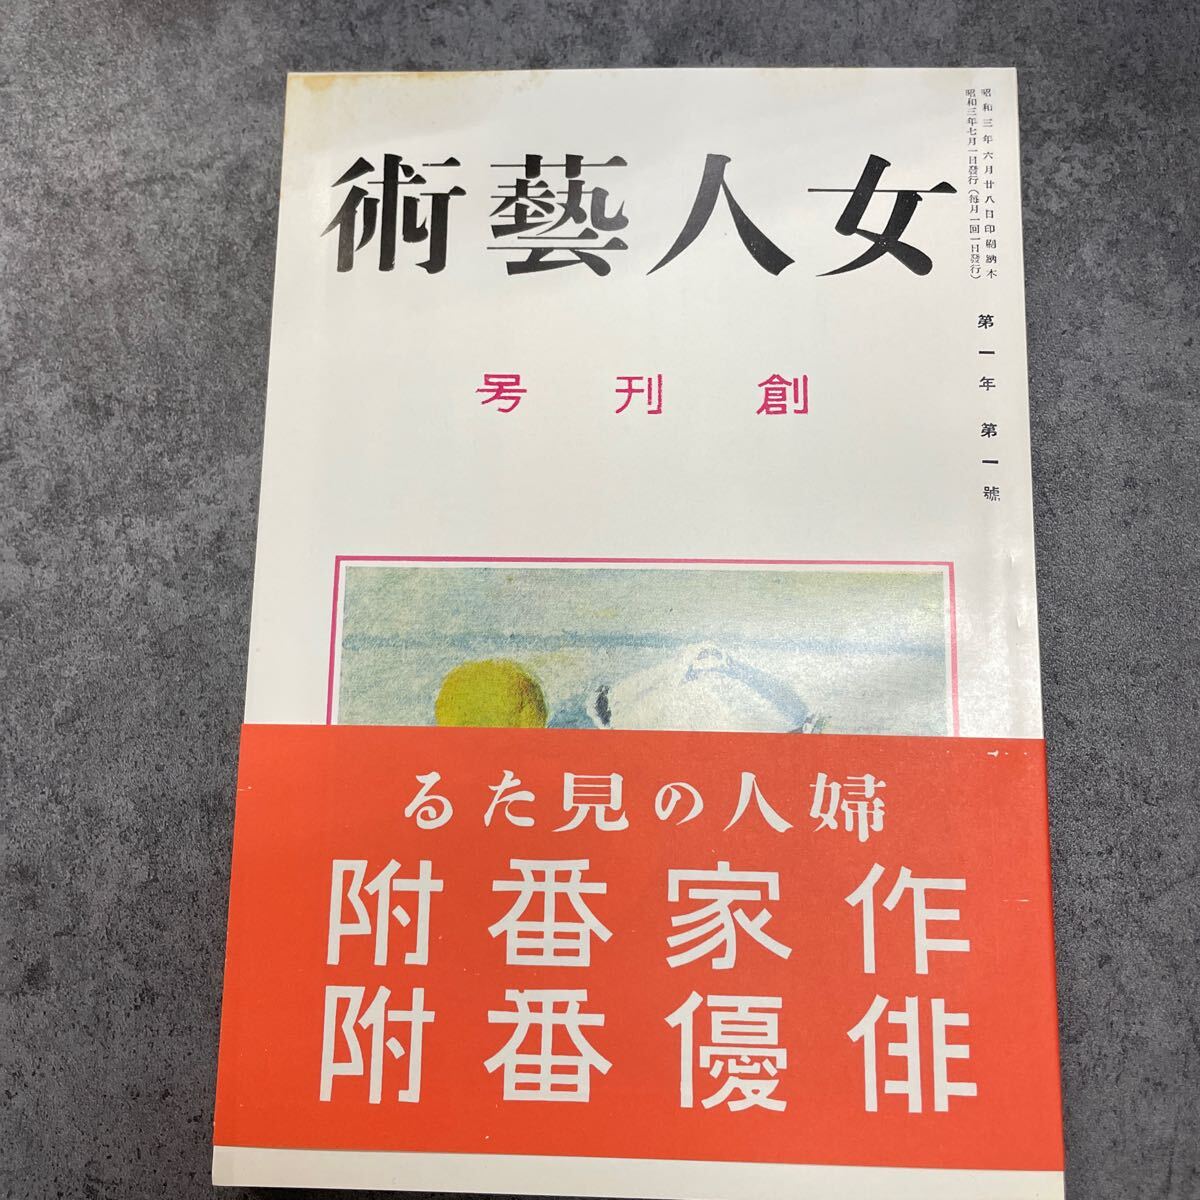 昭和三年六月廿八日印刷納本
昭和三年七月一日發行(每月一回一日發行)
第一年第一號
女人藝術
創刊号
婦人の見たる
作家番附
俳優番附